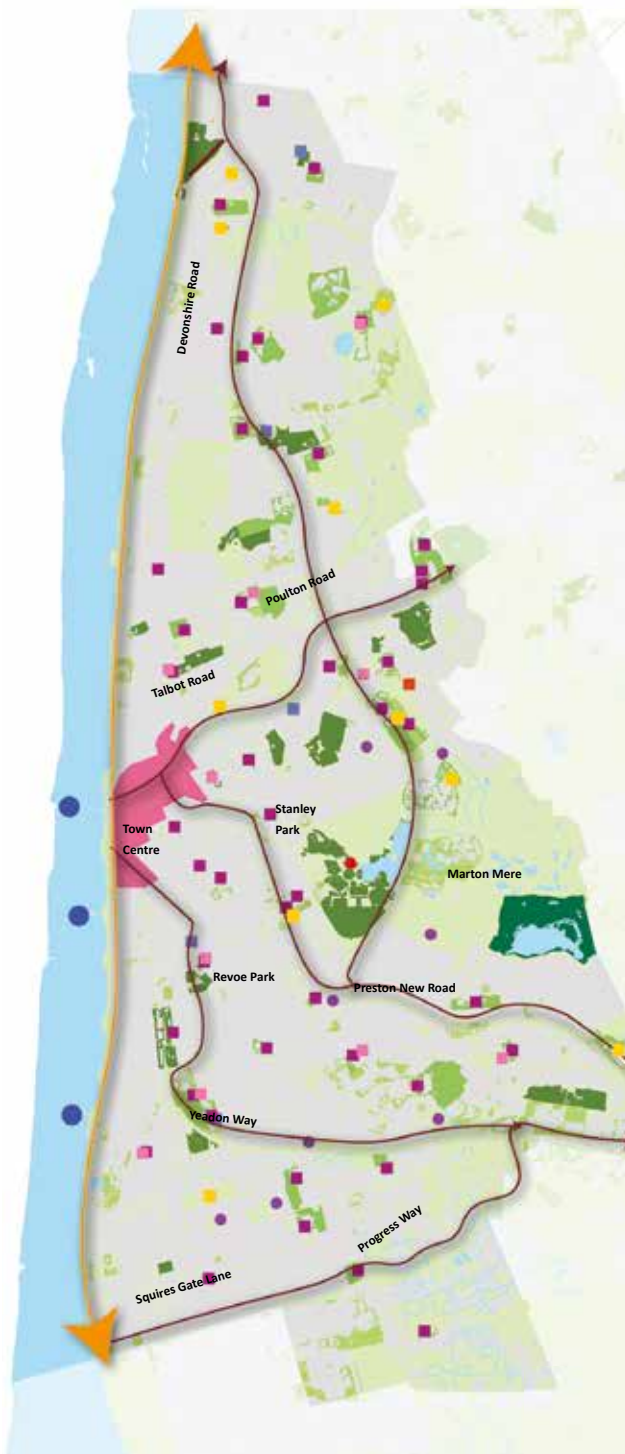 Devonshire Road
Poulton Road
Talbot Road
Stanley
Park
Town
Centre
Marton Mere
Revoe Park
Preston New Road
Yeadon Way
Progress Way
Squires Gate Lane